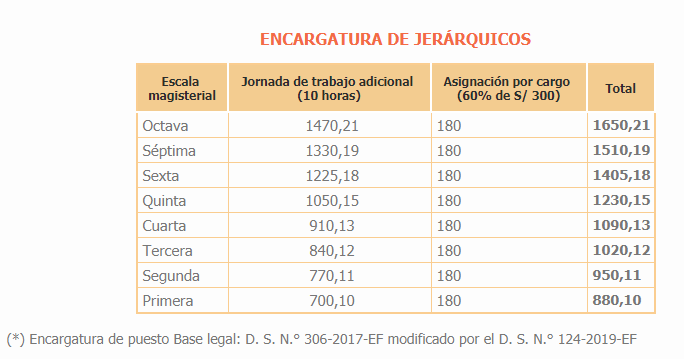 ENCARGATURA DE JERÁRQUICOS
Escala magisterial Jornada de trabajo adicional (10 horas) Asignación por cargo (60% de S/ 300) Total
Octava 1470,21 180 1650,21
Séptima 1330,19 180 1510,19
Sexta 1225,18 180 1405,18
Quinta 1050,15 180 1230,15
Cuarta 910,13 180 1090,13
Tercera 840,12 180 1020,12
Segunda 770,11 180 950,11
Primera 700,10 180 880,10
(*) Encargatura de puesto Base legal: D. S. N.° 306-2017-EF modificado por el D. S. N.° 124-2019-EF